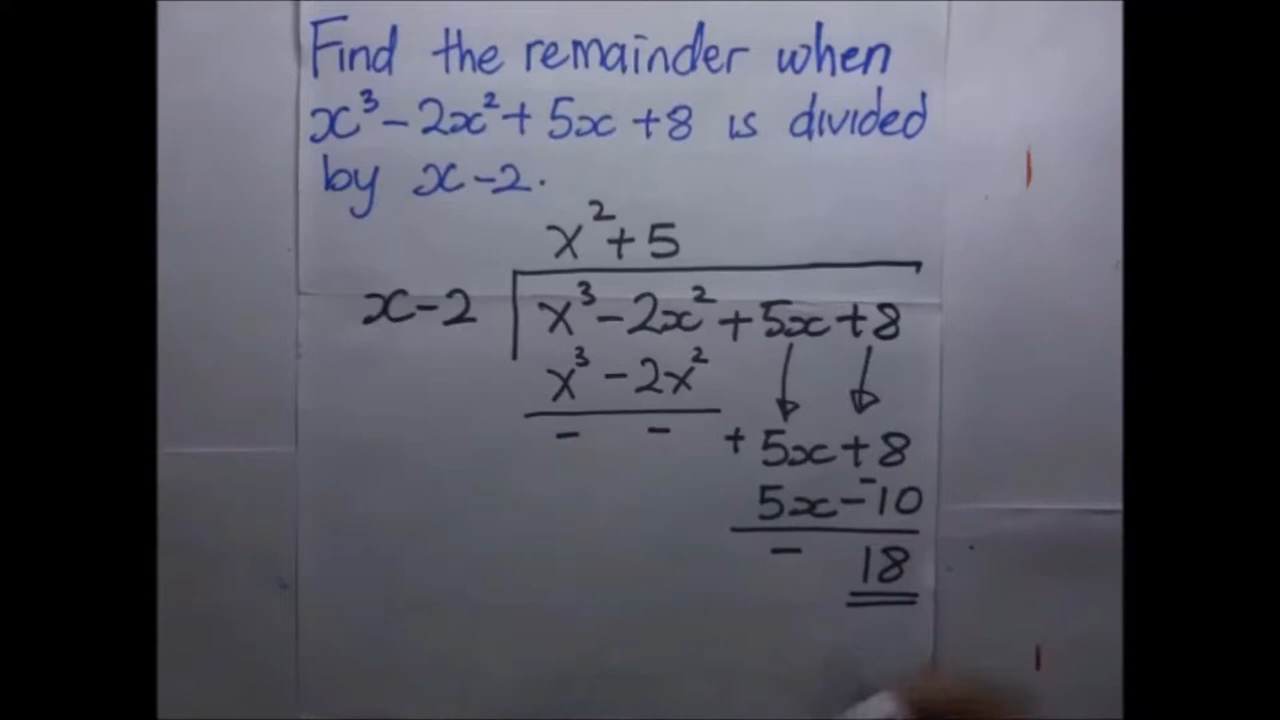 Find the remainder when
x³ - 2x² + 5x + 8 is divided
by x - 2.
x² + 5
x - 2 x³ - 2x² + 5x + 8
x³ - 2x²
- - + 5x + 8
5x - -10
- 18